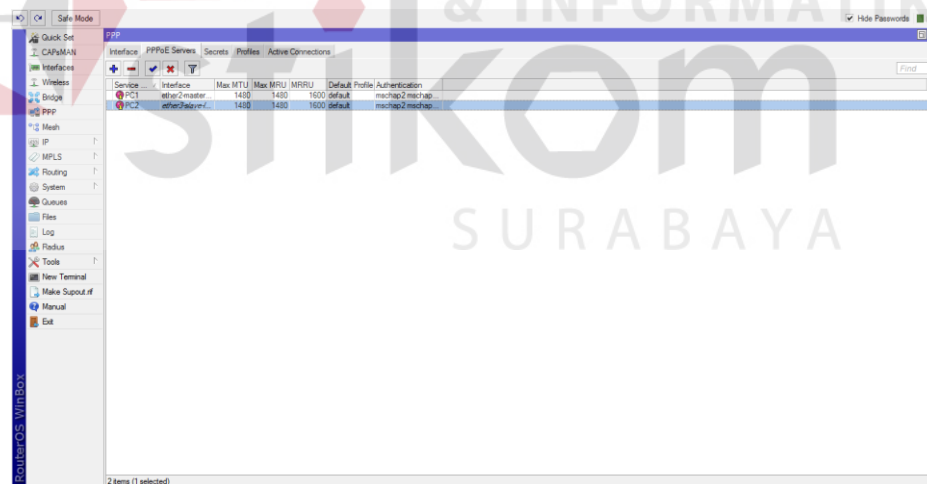 & INFORMATIK
Safe Mode
Hide Passwords
Quick Set
CAPsMAN
Interfaces
Wireless
Bridge
PPP
Mesh
IP
MPLS
Routing
System
Queues
Files
Log
Radius
Tools
New Terminal
Make Supout.rif
Manual
Exit
RouterOS WinBox
PPP
Interface PPPoE Servers Secrets Profiles Active Connections
Find
Service ... Interface Max MTU Max MRU MRRU Default Profile Authentication
PC1 ether2-master... 1480 1480 1600 default mschap2 mschap...
PC2 ether3-slave-l... 1480 1480 1600 default mschap2 mschap...
stikom
SURABAYA
2 items (1 selected)